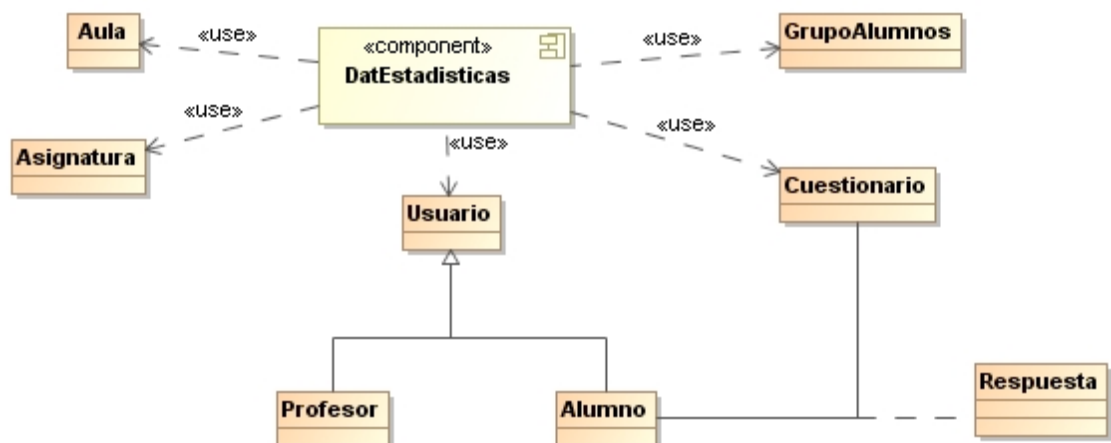 Aula
«use»
«component»
DatEstadisticas
«use»
GrupoAlumnos
«use»
«use»
«use»
Asignatura
Cuestionario
Usuario
Profesor
Alumno
Respuesta